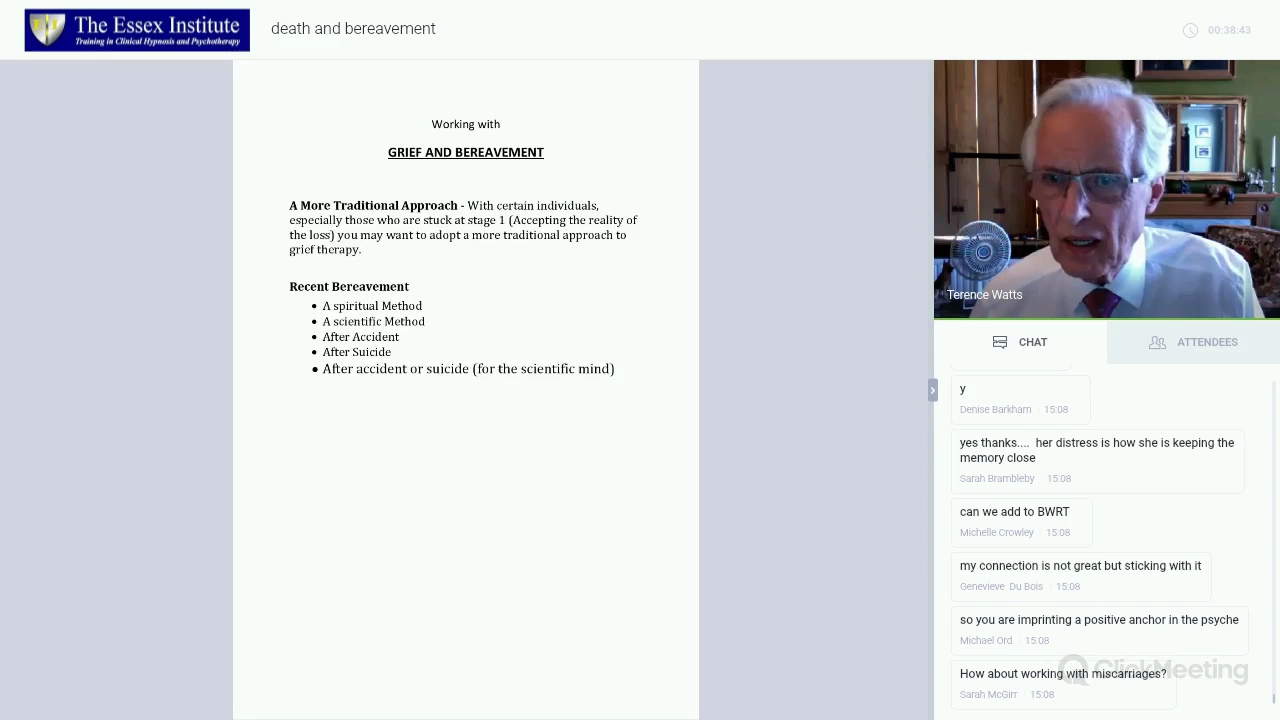 The Essex Institute
Training in Clinical Hypnosis and Psychotherapy
death and bereavement
00:38:43
Working with
GRIEF AND BEREAVEMENT
A More Traditional Approach - With certain individuals,
especially those who are stuck at stage 1 (Accepting the reality of
the loss) you may want to adopt a more traditional approach to
grief therapy.
Recent Bereavement
• A spiritual Method
• A scientific Method
• After Accident
• After Suicide
• After accident or suicide (for the scientific mind)
Terence Watts
CHAT
ATTENDEES
y
Denise Barkham 15:08
yes thanks.... her distress is how she is keeping the
memory close
Sarah Brambleby 15:08
can we add to BWRT
Michelle Crowley 15:08
my connection is not great but sticking with it
Genevieve Du Bois 15:08
so you are imprinting a positive anchor in the psyche
Michael Ord 15:08
How about working with miscarriages?
Sarah McGirr 15:08
ClickMeeting